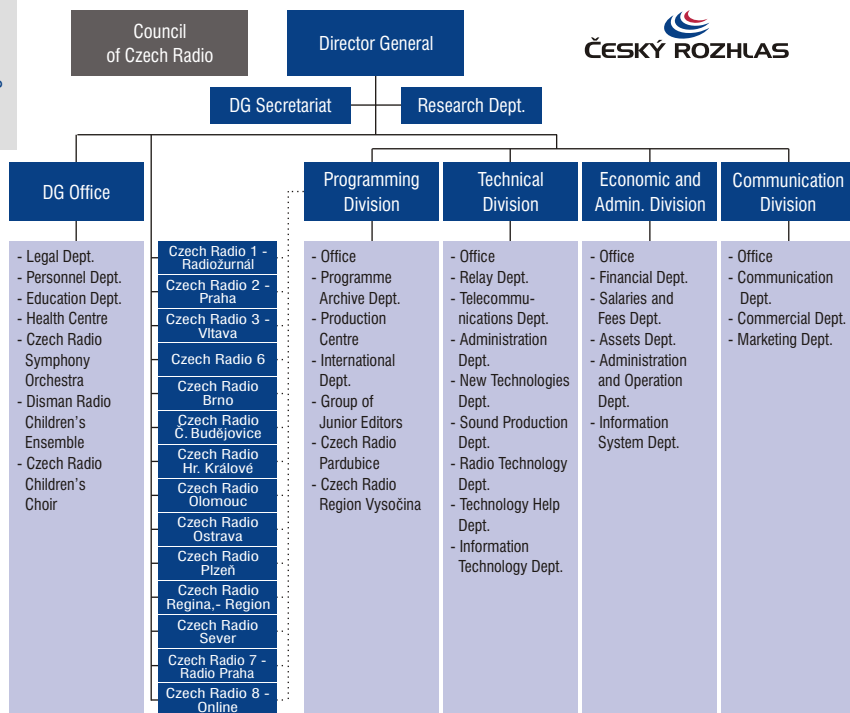 Council
of Czech Radio
Director General
ČESKÝ ROZHLAS
DG Secretariat
Research Dept.
DG Office
Programming
Division
Technical
Division
Economic and
Admin. Division
Communication
Division
- Legal Dept.
- Personnel Dept.
- Education Dept.
- Health Centre
- Czech Radio
Symphony
Orchestra
- Disman Radio
Children's
Ensemble
- Czech Radio
Children's
Choir
Czech Radio 1 -
Radiožurnál
Czech Radio 2 -
Praha
Czech Radio 3 -
Vltava
Czech Radio 6
Czech Radio
Brno
Czech Radio
Č. Budějovice
Czech Radio
Hr. Králové
Czech Radio
Olomouc
Czech Radio
Ostrava
Czech Radio
Plzeň
Czech Radio
Regina,- Region
Czech Radio
Sever
Czech Radio 7 -
Radio Praha
Czech Radio 8 -
Online
- Office
- Programme
Archive Dept.
- Production
Centre
- International
Dept.
- Group of
Junior Editors
- Czech Radio
Pardubice
- Czech Radio
Region Vysočina
- Office
- Relay Dept.
- Telecommu-
nications Dept.
- Administration
Dept.
- New Technologies
Dept.
- Sound Production
Dept.
- Radio Technology
Dept.
- Technology Help
Dept.
- Information
Technology Dept.
- Office
- Financial Dept.
- Salaries and
Fees Dept.
- Assets Dept.
- Administration
and Operation
Dept.
- Information
System Dept.
- Office
- Communication
Dept.
- Commercial Dept.
- Marketing Dept.